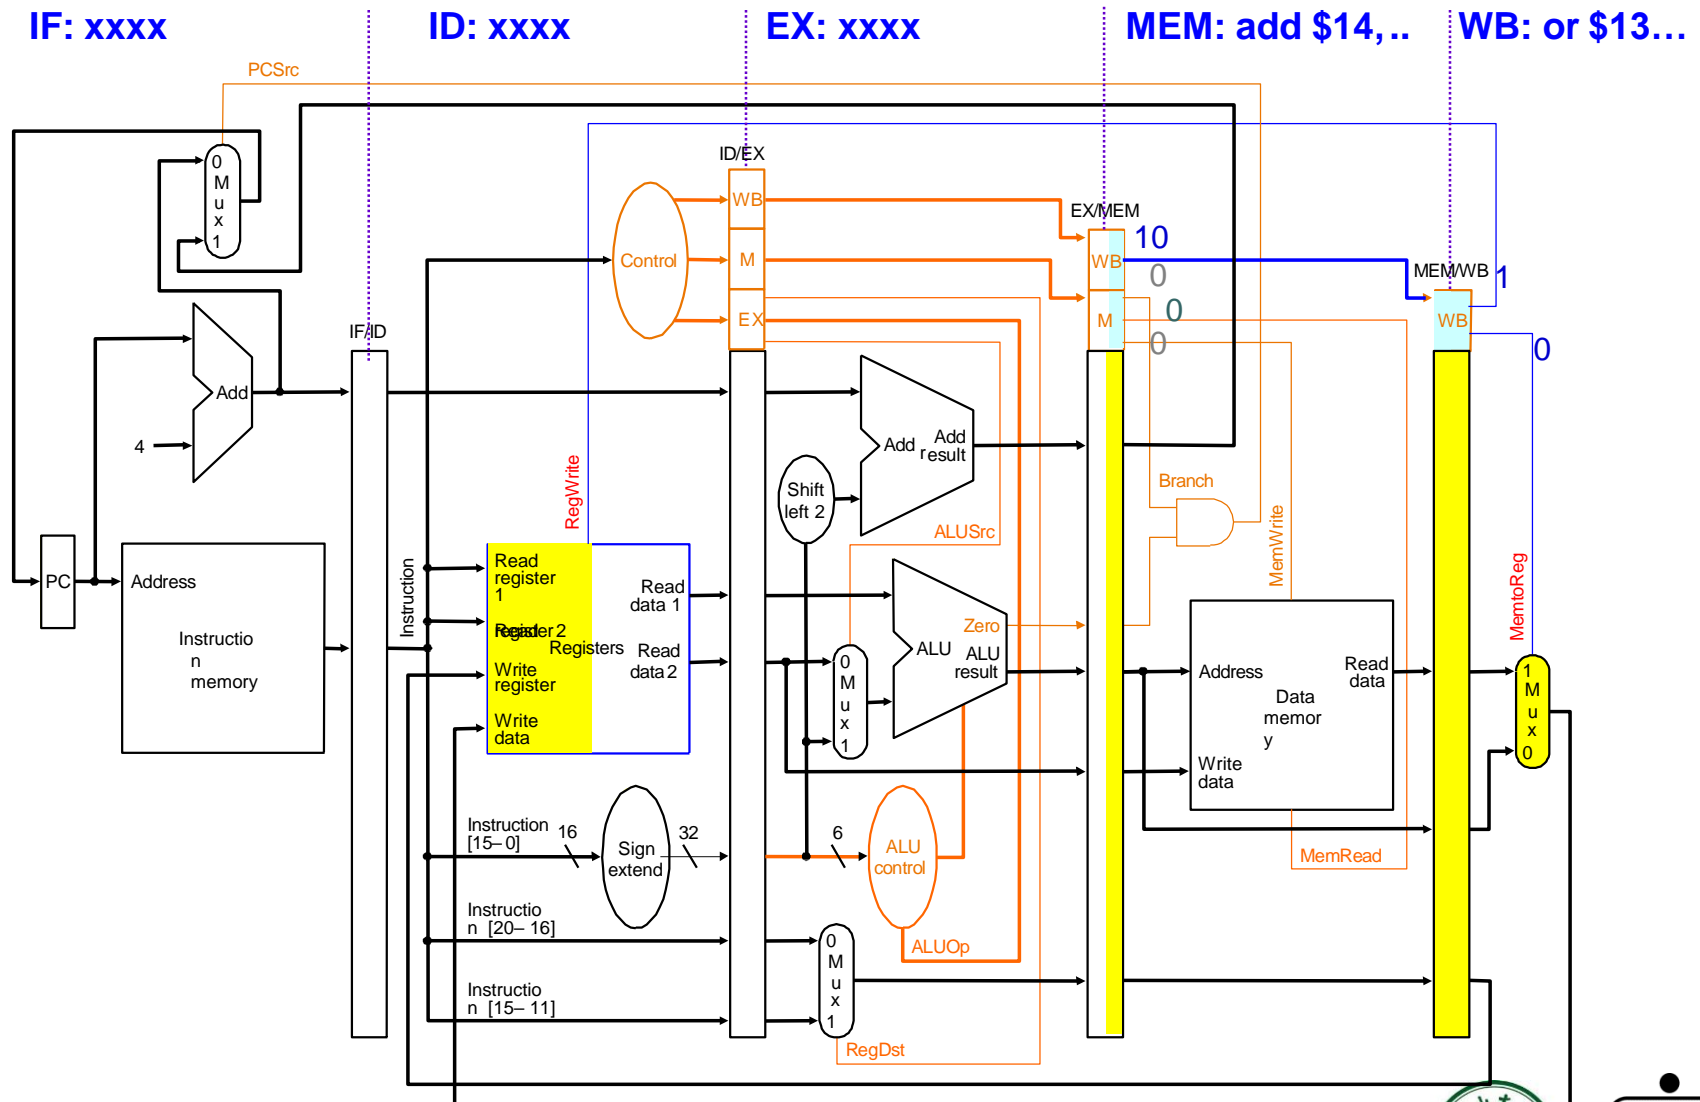 IF: xxxx
ID: xxxx
EX: xxxx
MEM: add $14,..
WB: or $13…
PCSrc
ID/EX
0
M
u
x
1
WB
EX/MEM
10
Control
M
WB
0
MEM/WB
1
IF/ID
EX
M
0
WB
0
0
Add
4
Add
Add
result
Shift
left 2
RegWrite
Branch
ALUSrc
MemWrite
MemtoReg
PC
Address
Instructio
n
memory
Instruction
Read
register
1
Read
register 2
Registers
Write
register
Write
data
Read
data 1
Read
data 2
0
M
u
x
1
Zero
ALU
ALU
result
Address
Read
data
Data
memor
y
Write
data
1
M
u
x
0
Instruction
[15– 0]
16
Sign
extend
32
6
ALU
control
MemRead
Instructio
n [20– 16]
0
M
u
x
1
ALUOp
Instructio
n [15– 11]
RegDst